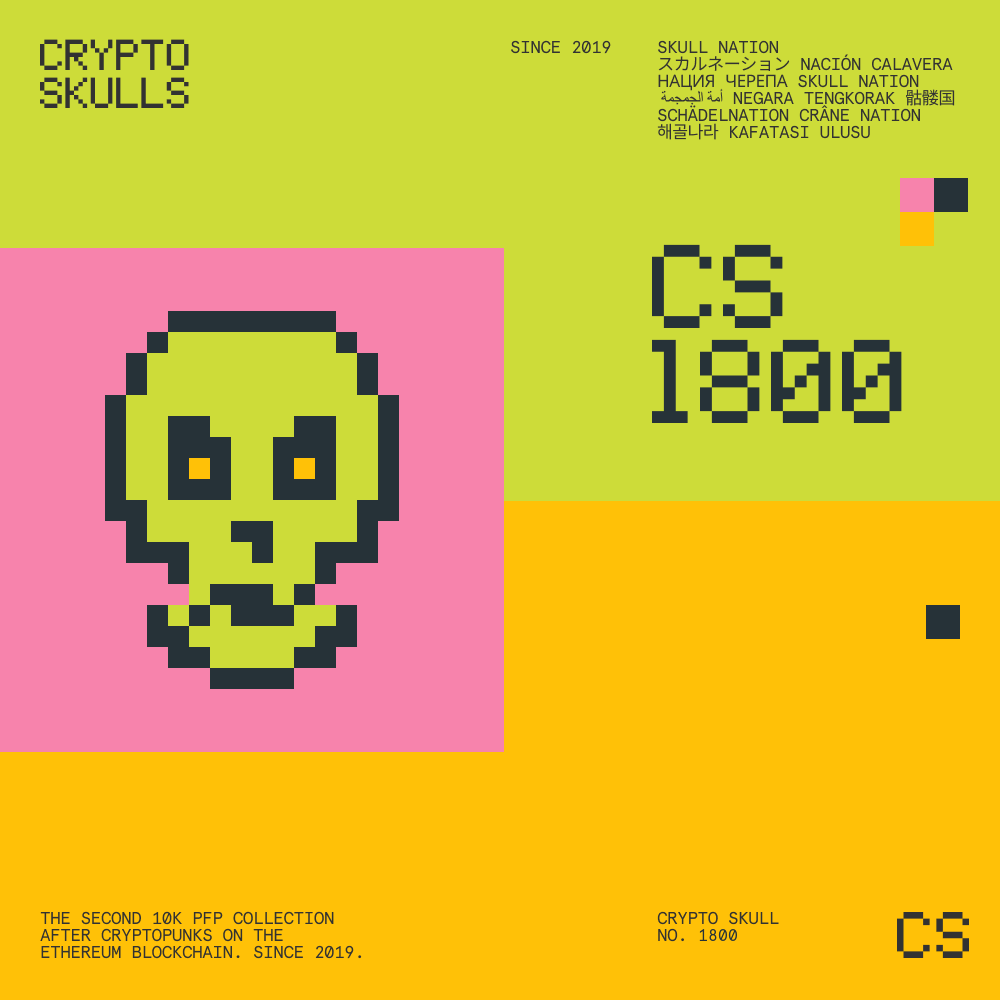 CRYPTO
SKULLS
SINCE 2019
SKULL NATION
スカルネーション NACIÓN CALAVERA
НАЦИЯ ЧЕРЕПА SKULL NATION
أمة الجمجمة NEGARA TENGKORAK 骷髅国
SCHÄDELNATION CRÂNE NATION
해골나라 KAFATASI ULUSU
CS
1800
THE SECOND 10K PFP COLLECTION
AFTER CRYPTOPUNKS ON THE
ETHEREUM BLOCKCHAIN. SINCE 2019.
CRYPTO SKULL
NO. 1800
CS